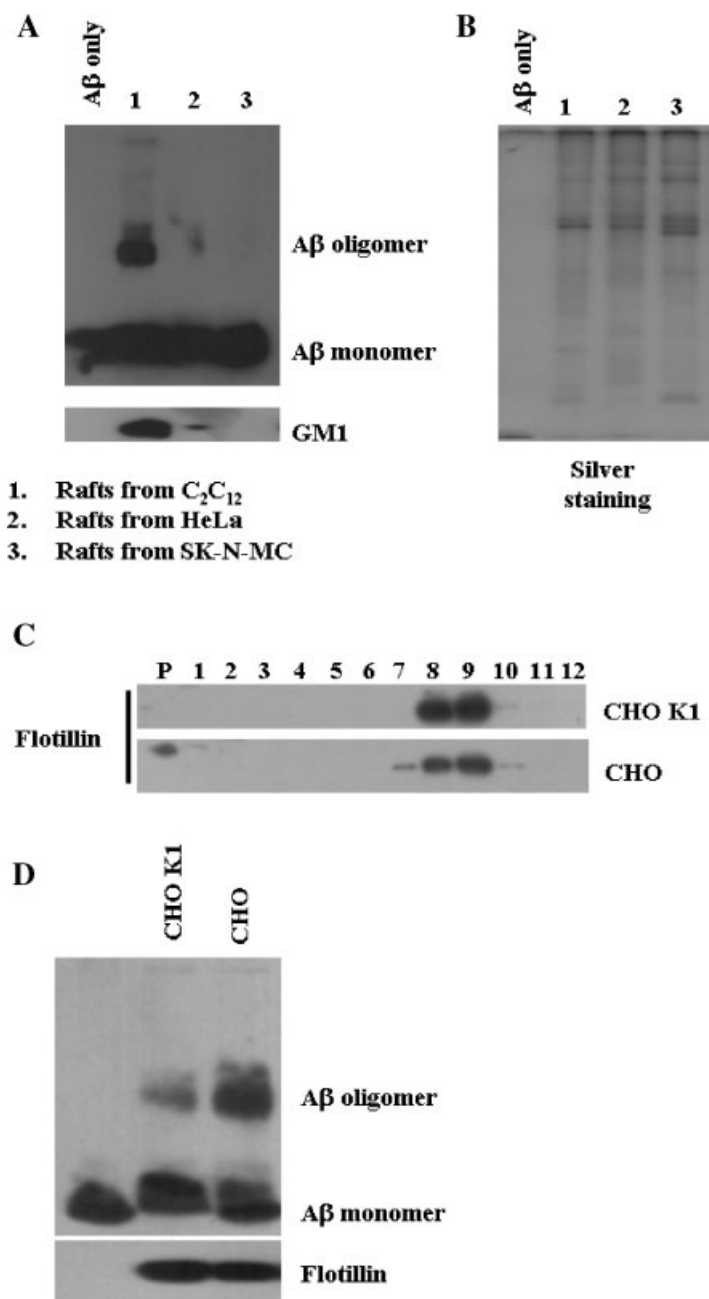 A
Aβ only
1 2 3
Aβ oligomer
Aβ monomer
GM1
1. Rafts from C₂C₁₂
2. Rafts from HeLa
3. Rafts from SK-N-MC
B
Aβ only
1 2 3
Silver
staining
C
P 1 2 3 4 5 6 7 8 9 10 11 12
Flotillin
CHO K1
CHO
D
CHO K1
CHO
Aβ oligomer
Aβ monomer
Flotillin